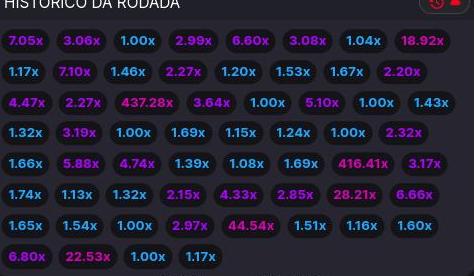 HISTÓRICO DA RODADA
7.05x 3.06x 1.00x 2.99x 6.60x 3.08x 1.04x 18.92x
1.17x 7.10x 1.46x 2.27x 1.20x 1.53x 1.67x 2.20x
4.47x 2.27x 437.28x 3.64x 1.00x 5.10x 1.00x 1.43x
1.32x 3.19x 1.00x 1.69x 1.15x 1.24x 1.00x 2.32x
1.66x 5.88x 4.74x 1.39x 1.08x 1.69x 416.41x 3.17x
1.74x 1.13x 1.32x 2.15x 4.33x 2.85x 28.21x 6.66x
1.65x 1.54x 1.00x 2.97x 44.54x 1.51x 1.16x 1.60x
6.80x 22.53x 1.00x 1.17x